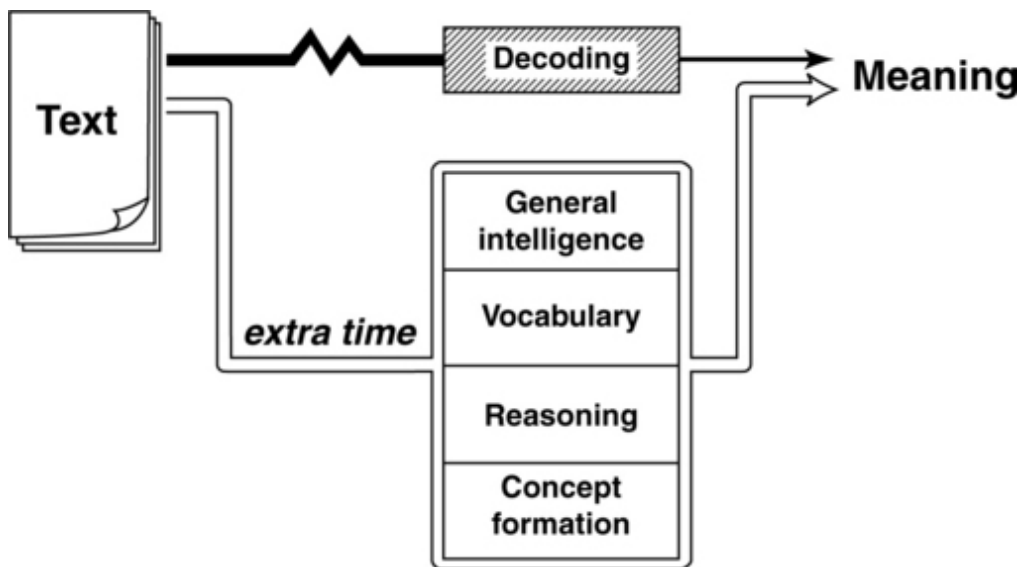 Text
Decoding
Meaning
General
intelligence
Vocabulary
extra time
Reasoning
Concept
formation